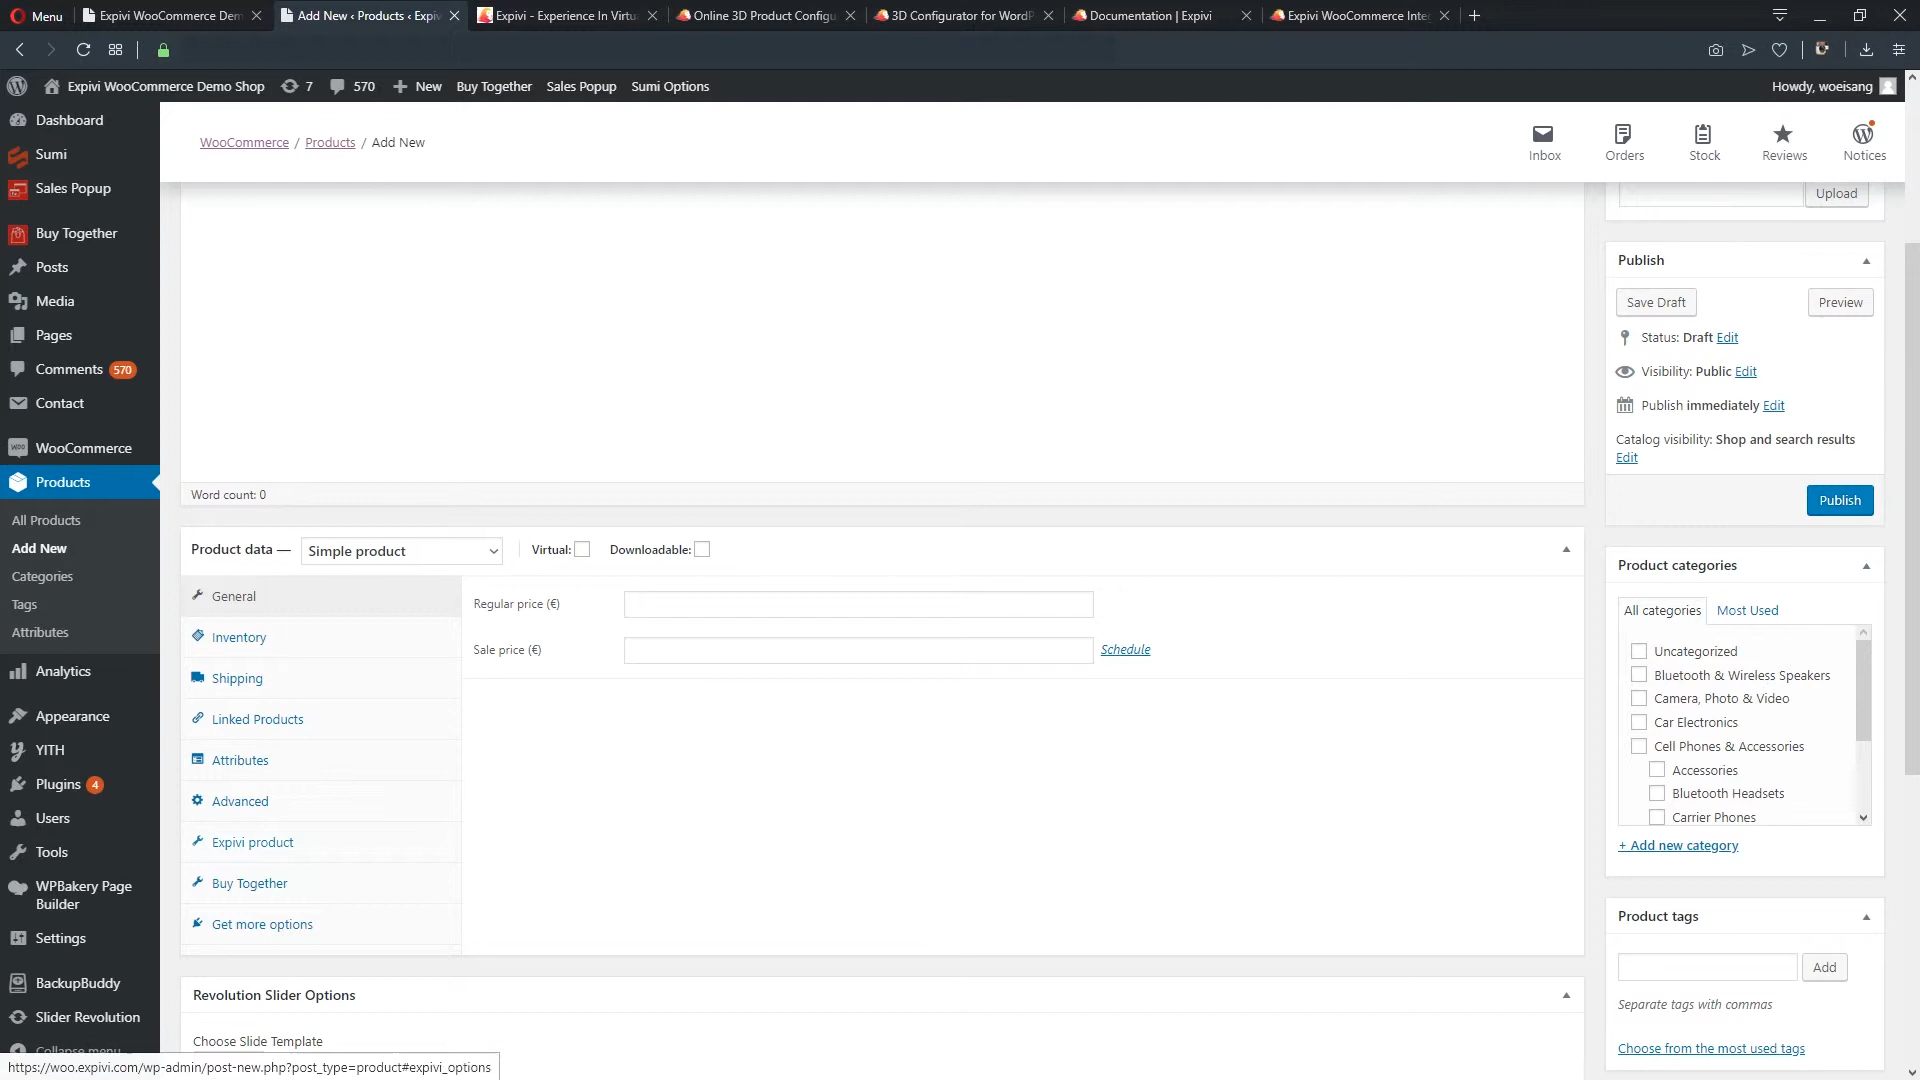 Menu
Expivi WooCommerce Dem
Add New ‹ Products ‹ Expiv
Expivi - Experience In Virtu
Online 3D Product Configu
3D Configurator for WordP
Documentation | Expivi
Expivi WooCommerce Inte
Expivi WooCommerce Demo Shop
7
570
New
Buy Together
Sales Popup
Sumi Options
Howdy, woeisang
Dashboard
Sumi
Sales Popup
Buy Together
Posts
Media
Pages
Comments 570
Contact
WooCommerce
Products
All Products
Add New
Categories
Tags
Attributes
Analytics
Appearance
YITH
Plugins 4
Users
Tools
WPBakery Page
Builder
Settings
BackupBuddy
Slider Revolution
Collapse menu
WooCommerce / Products / Add New
Inbox
Orders
Stock
Reviews
Notices
Word count: 0
Product data — Simple product
Virtual:
Downloadable:
General
Inventory
Shipping
Linked Products
Attributes
Advanced
Expivi product
Buy Together
Get more options
Regular price (€)
Sale price (€)
Schedule
Revolution Slider Options
Choose Slide Template
Upload
Publish
Save Draft
Preview
Status: Draft Edit
Visibility: Public Edit
Publish immediately Edit
Catalog visibility: Shop and search results
Edit
Publish
Product categories
All categories
Most Used
Uncategorized
Bluetooth & Wireless Speakers
Camera, Photo & Video
Car Electronics
Cell Phones & Accessories
Accessories
Bluetooth Headsets
Carrier Phones
+ Add new category
Product tags
Add
Separate tags with commas
Choose from the most used tags
https://woo.expivi.com/wp-admin/post-new.php?post_type=product#expivi_options